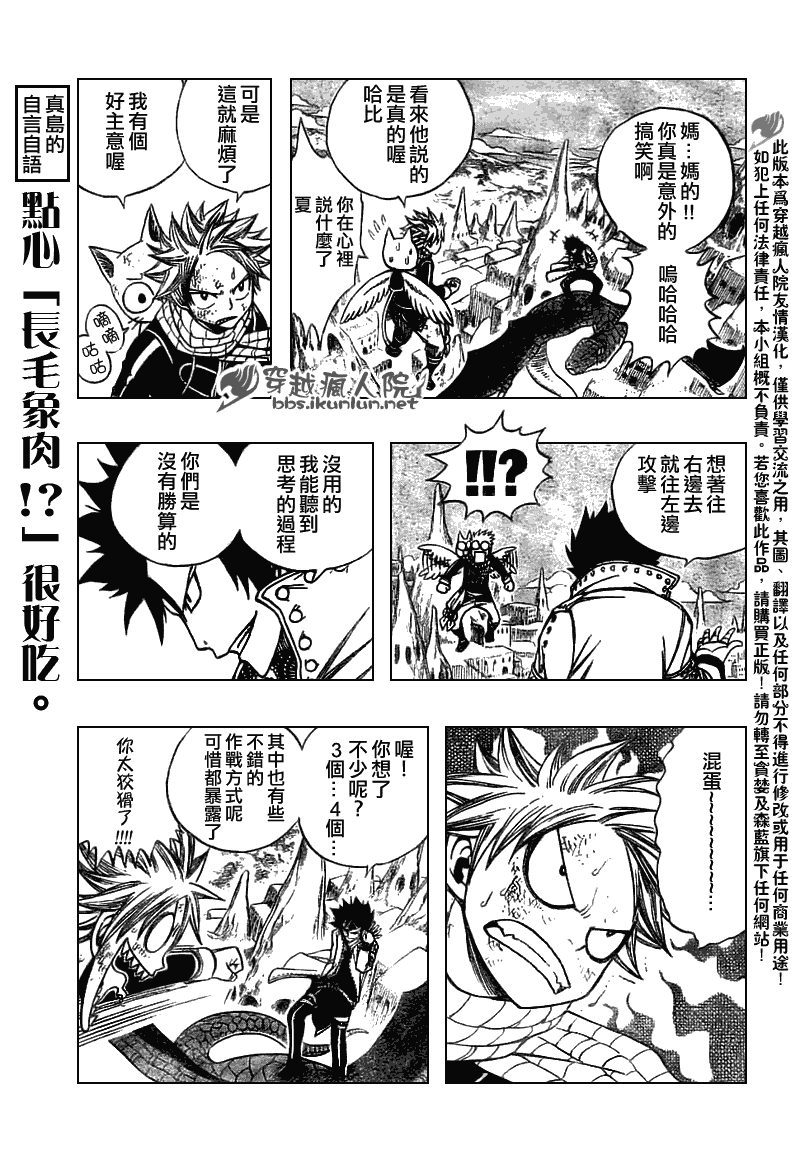 此版本爲穿越瘋人院友情漢化，僅供學習交流之用，其圖、翻譯以及任何部分不得進行修改或用于任何商業用途！
如犯上任何法律責任，本小組概不負責。若您喜歡此作品，請購買正版！請勿轉至貪婪及森藍旗下任何網站！
媽…媽的!!
你真是意外的
搞笑啊
嗚哈哈哈
看來他說的
是真的喔
哈比
你在心裡
說什麼了
夏
可是
這就麻煩了
我有個
好主意喔
嘀嘀
咕咕
穿越瘋人院
bbs.ikunlun.net
想著往
右邊去
就往左邊
攻擊
!!?
沒用的
我能聽到
思考的過程
你們是
沒有勝算的
混蛋~~~~~~~~……
喔！
你想了
不少呢?
3個…4個…
其中也有些
不錯的
作戰方式呢
可惜都暴露了
你太狡猾了!!!!
真島的
自言自語
點心「長毛象肉!?」很好吃。